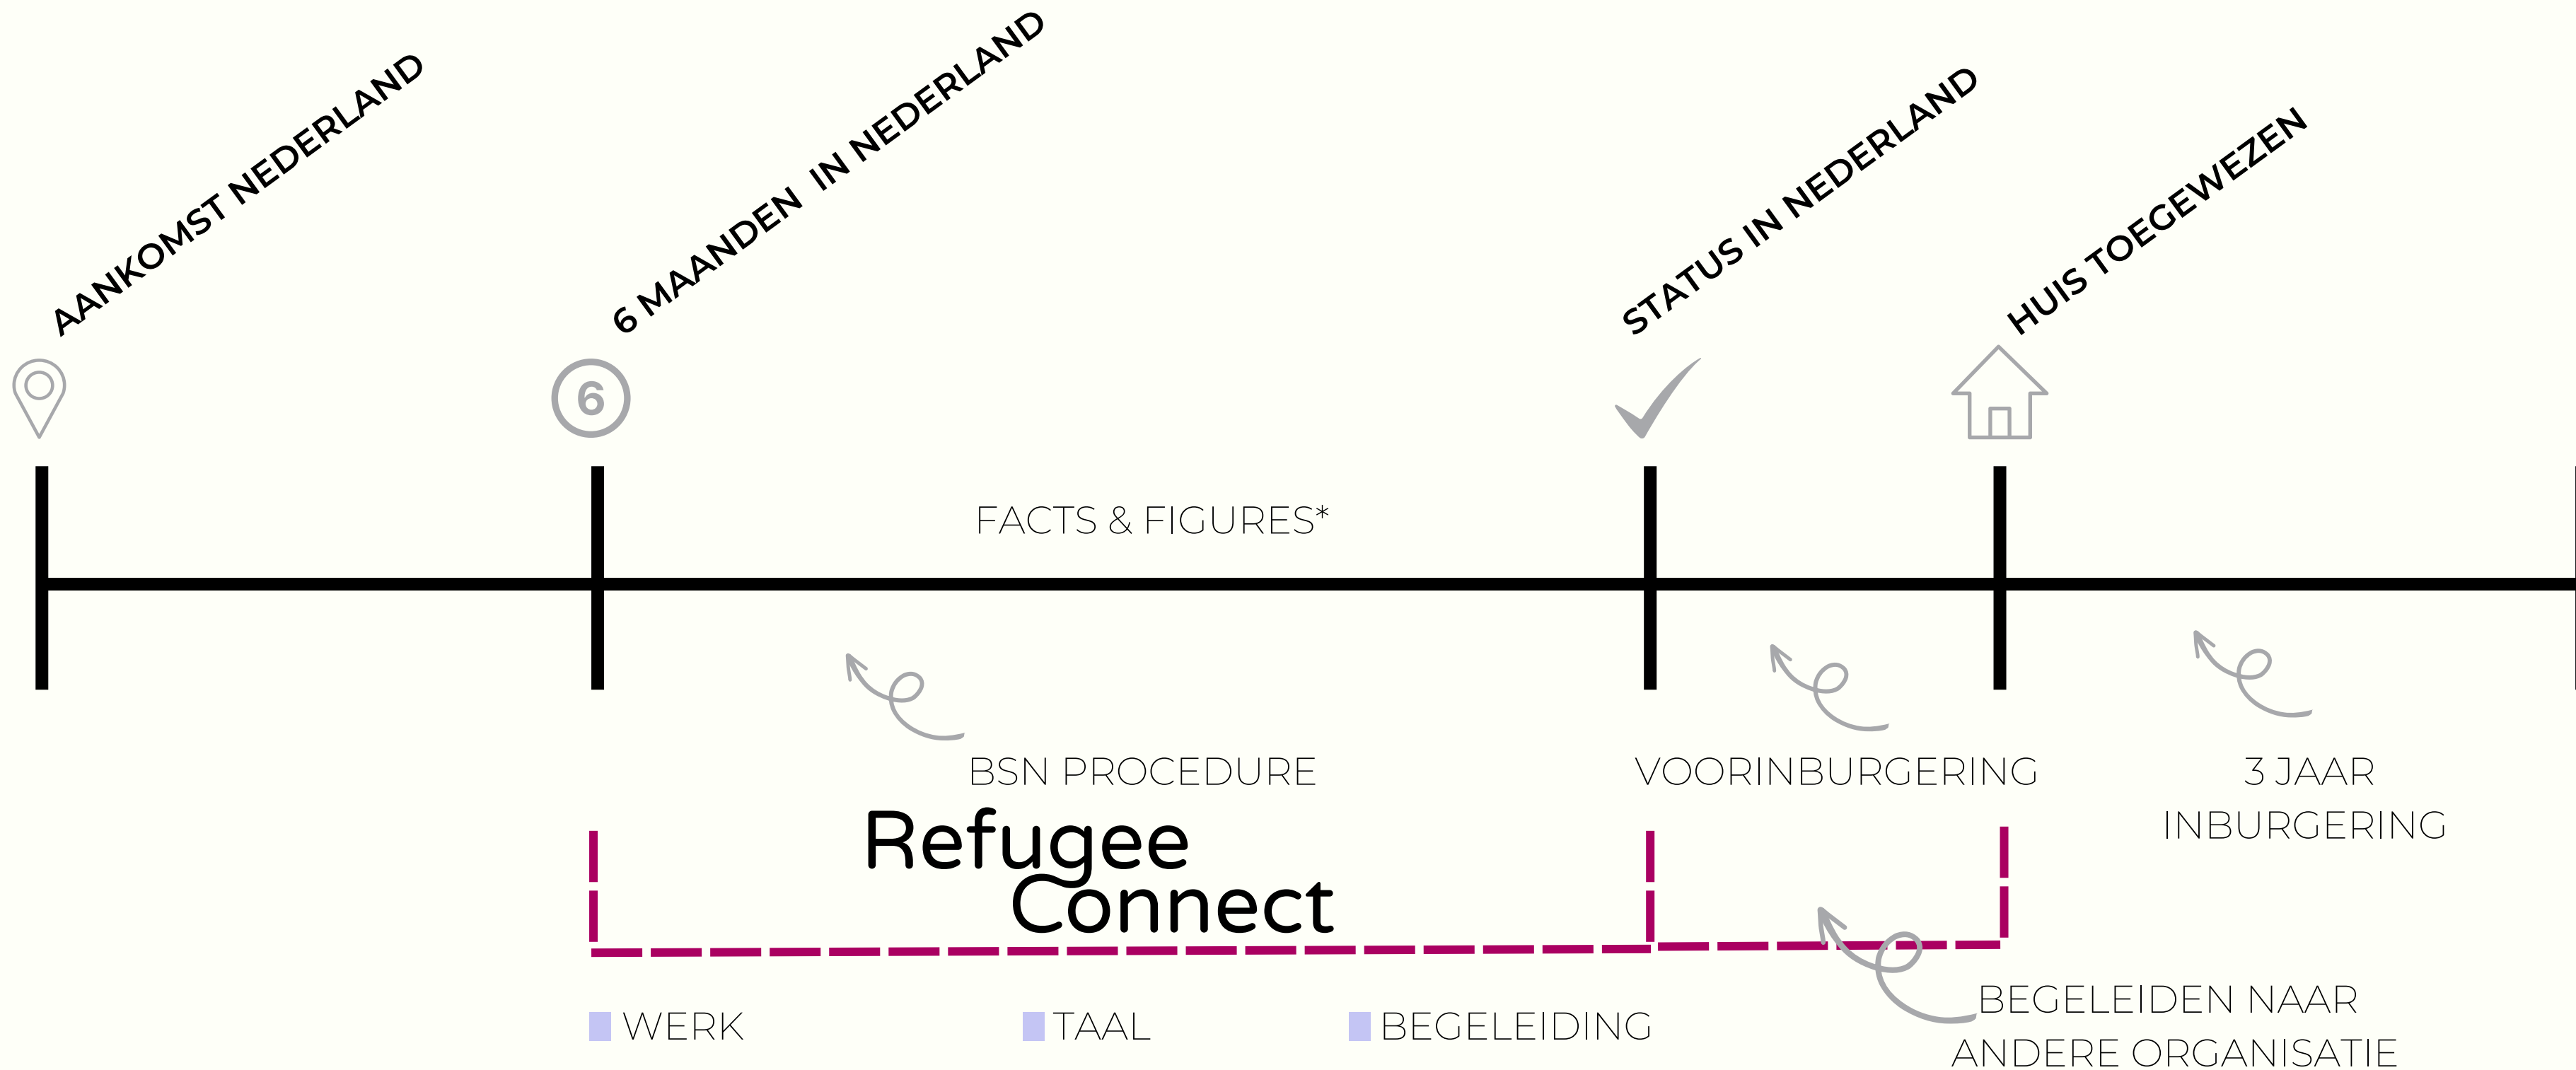 AANKOMST NEDERLAND
6 MAANDEN IN NEDERLAND
STATUS IN NEDERLAND
HUIS TOEGEWEZEN
6
FACTS & FIGURES*
BSN PROCEDURE
VOORINBURGERING
3 JAAR
INBURGERING
Refugee
Connect
WERK
TAAL
BEGELEIDING
BEGELEIDEN NAAR
ANDERE ORGANISATIE